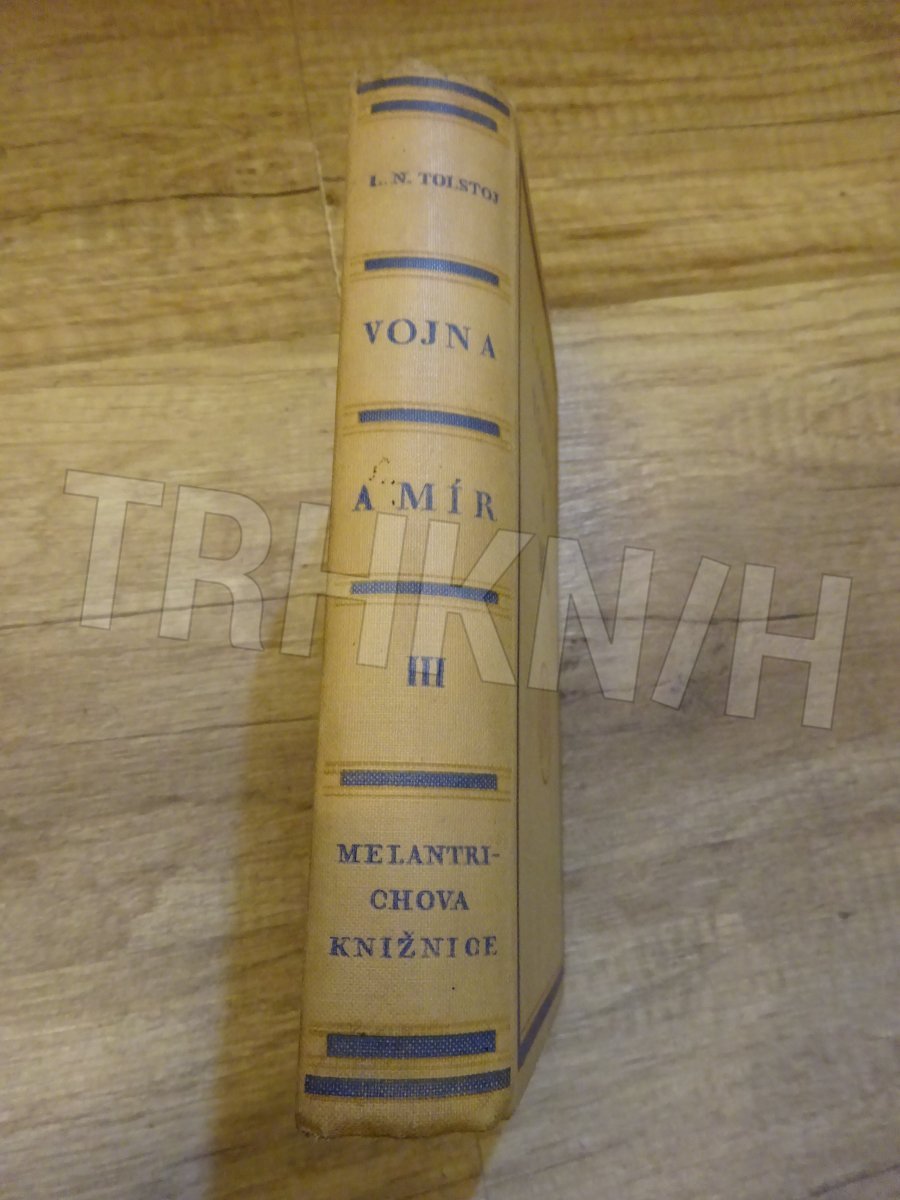 L. N. TOLSTOJ
VOJNA
A MÍR
III
MELANTRI-
CHOVA
KNIŽNICE
TRHKNIH